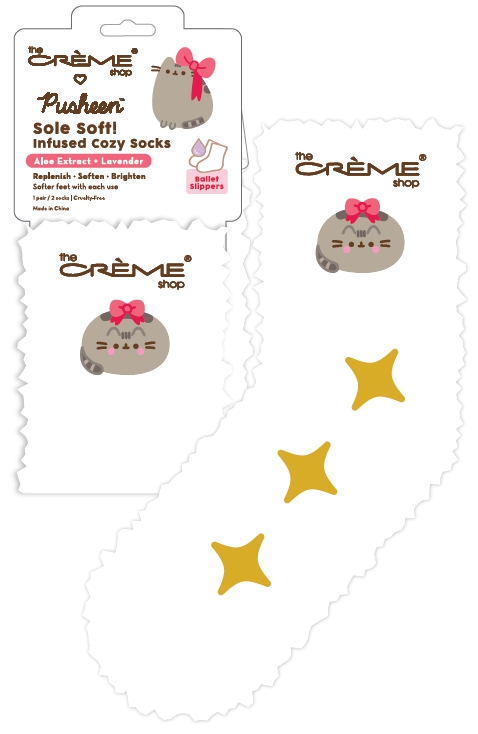 the
CRÈME®
shop
Pusheen™
Sole Soft!
Infused Cozy Socks
Aloe Extract + Lavender
Replenish · Soften · Brighten
Softer feet with each use
1 pair / 2 socks | Cruelty-Free
Made in China
Ballet
Slippers
the
CRÈME®
shop
the
CRÈME®
shop